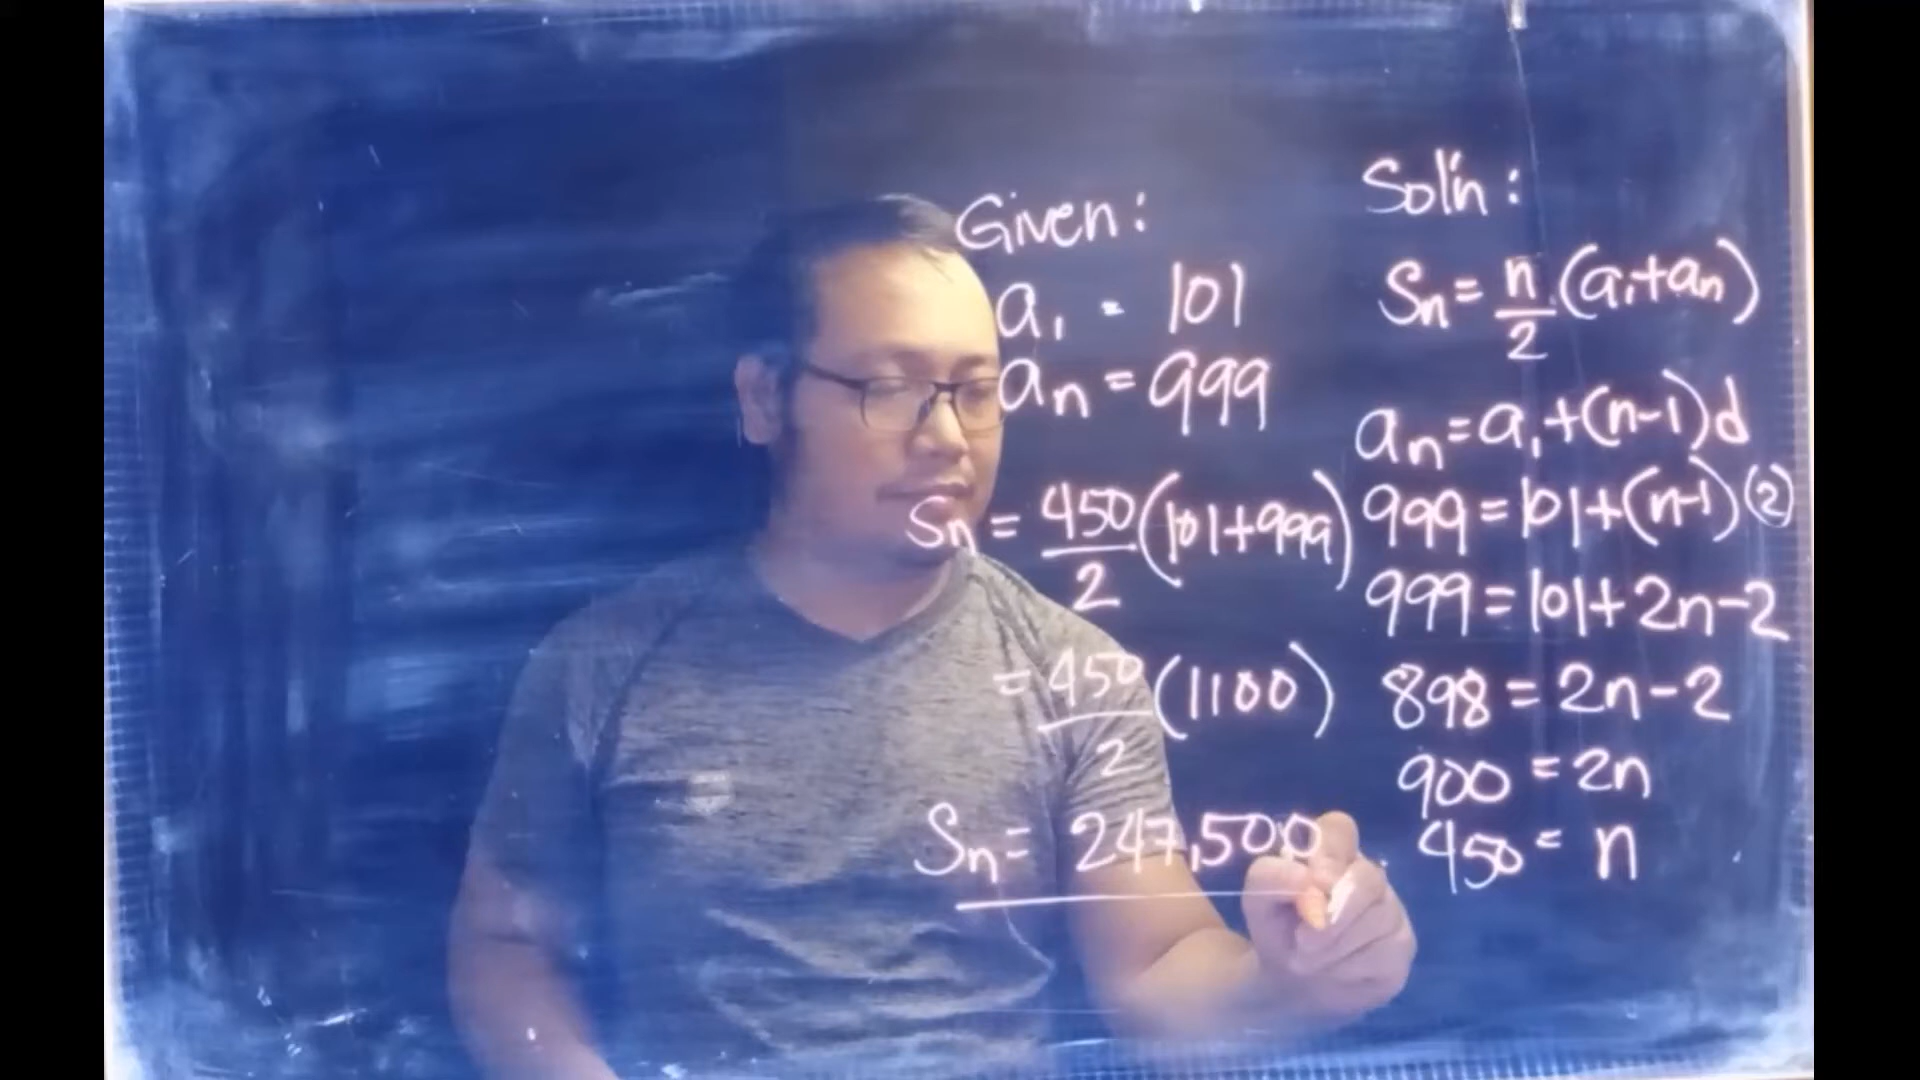 Given:
a₁ = 101
aₙ = 999
Sₙ = 450/2 (101+999)
= 450/2 (1100)
Sₙ = 247,500
Sol'n:
Sₙ = n/2 (a₁+aₙ)
aₙ = a₁+(n-1)d
999 = 101+(n-1)(2)
999 = 101+2n-2
898 = 2n-2
900 = 2n
450 = n